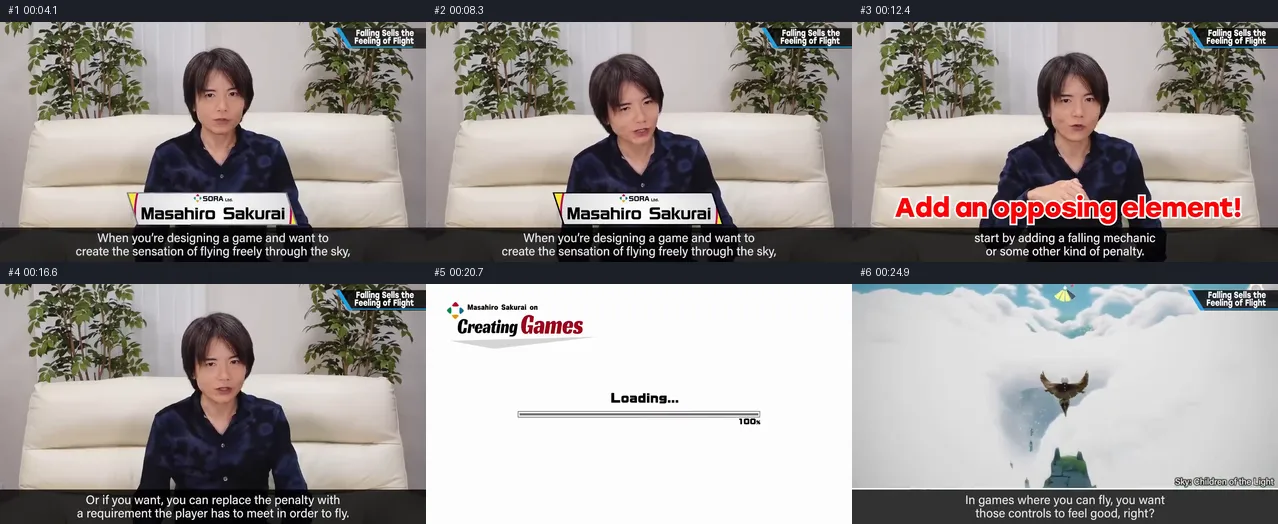 #1 00:04.1
Falling Sells the
Feeling of Flight
SORA Ltd.
Masahiro Sakurai
When you're designing a game and want to
create the sensation of flying freely through the sky,
#2 00:08.3
Falling Sells the
Feeling of Flight
SORA Ltd.
Masahiro Sakurai
When you're designing a game and want to
create the sensation of flying freely through the sky,
#3 00:12.4
Falling Sells the
Feeling of Flight
Add an opposing element!
start by adding a falling mechanic
or some other kind of penalty.
#4 00:16.6
Falling Sells the
Feeling of Flight
Or if you want, you can replace the penalty with
a requirement the player has to meet in order to fly.
#5 00:20.7
Masahiro Sakurai on
Creating Games
Loading...
100%
#6 00:24.9
Falling Sells the
Feeling of Flight
Sky: Children of the Light
In games where you can fly, you want
those controls to feel good, right?